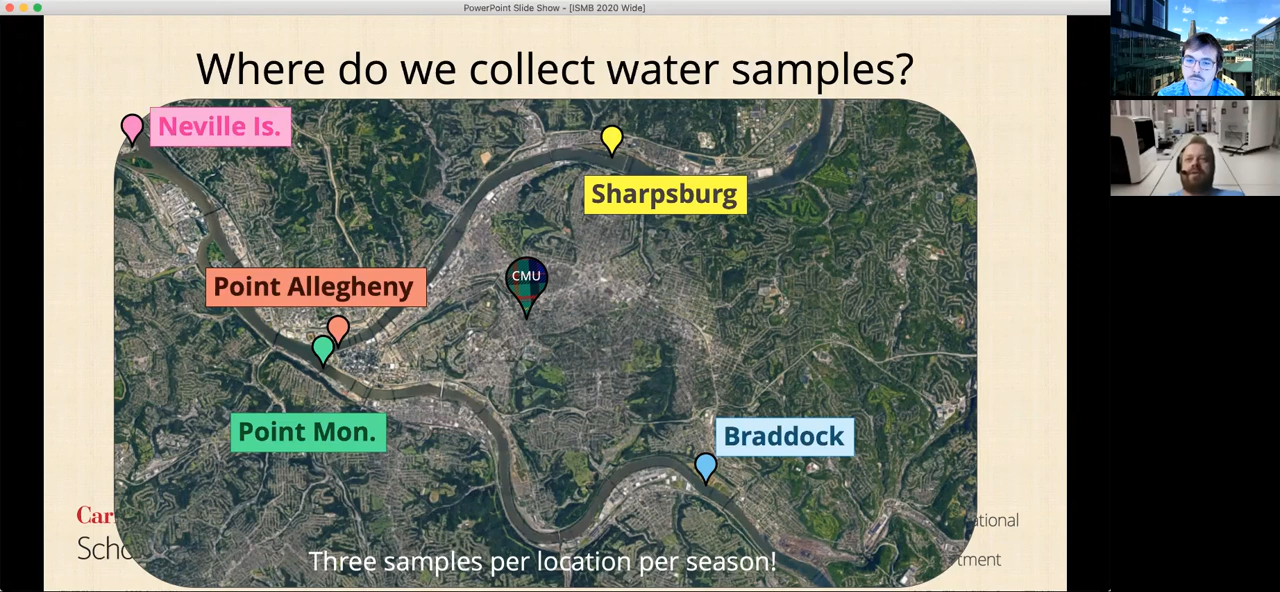 PowerPoint Slide Show - [ISMB 2020 Wide]
Where do we collect water samples?
Neville Is.
Sharpsburg
CMU
Point Allegheny
Point Mon.
Braddock
Three samples per location per season!